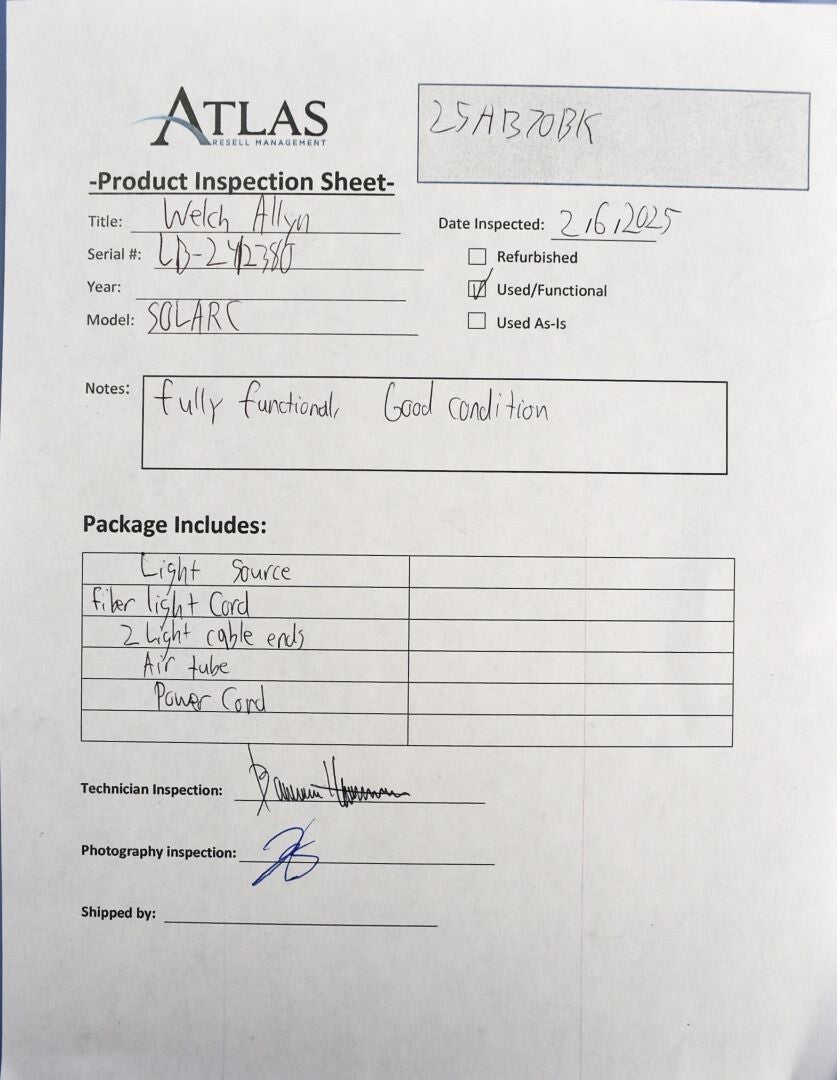 ATLAS
RESELL MANAGEMENT
25AB70BK
-Product Inspection Sheet-
Title: Welch Allyn
Date Inspected: 2/6/2025
Serial #:
Refurbished
Year:
Used/Functional
Model: SOLARC
Used As-Is
Notes: fully functional, Good condition
Package Includes:
Light Source
fiber light Cord
2 Light cable ends
Air tube
Power Cord
Technician Inspection:
Photography inspection:
Shipped by: